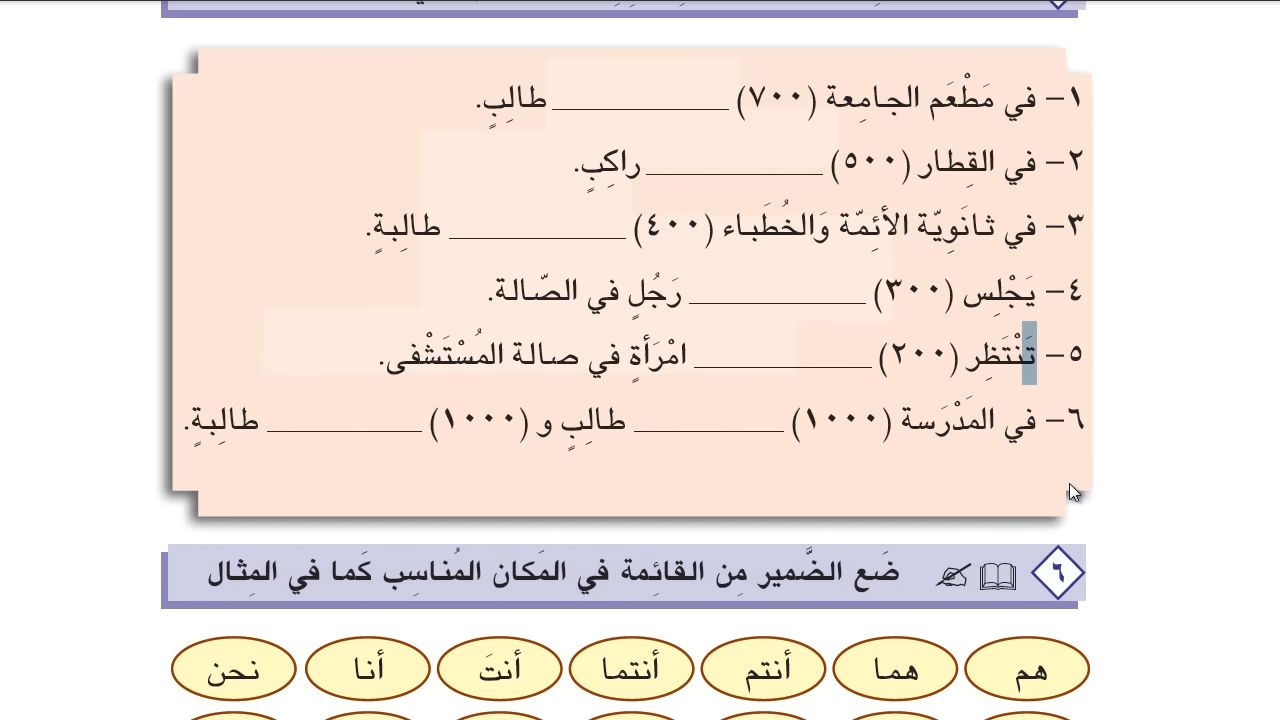 ١– في مَطْعَم الجامِعة (٧٠٠) ________ طالِبٍ.
٢– في القِطار (٥٠٠) ________ راكِبٍ.
٣– في ثانَوِيّة الأئِمّة وَالخُطَباء (٤٠٠) ________ طالِبةٍ.
٤– يَجْلِس (٣٠٠) ________ رَجُلٍ في الصّالة.
٥– تَنْتَظِر (٢٠٠) ________ امْرَأةٍ في صالة المُسْتَشْفى.
٦– في المَدْرَسة (١٠٠٠) ________ طالِبٍ و (١٠٠٠) ________ طالِبةٍ.
٦ ضَع الضَّمير مِن القائِمة في المَكان المُناسِب كَما في المِثال
هم هما أنتم أنتما أنتَ أنا نحن